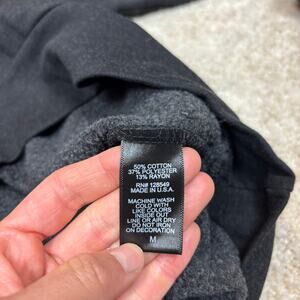 50% COTTON
37% POLYESTER
13% RAYON
RN# 128549
MADE IN U.S.A.
MACHINE WASH
COLD WITH
LIKE COLORS
INSIDE OUT
LINE OR AIR DRY
DO NOT IRON
ON DECORATION
M